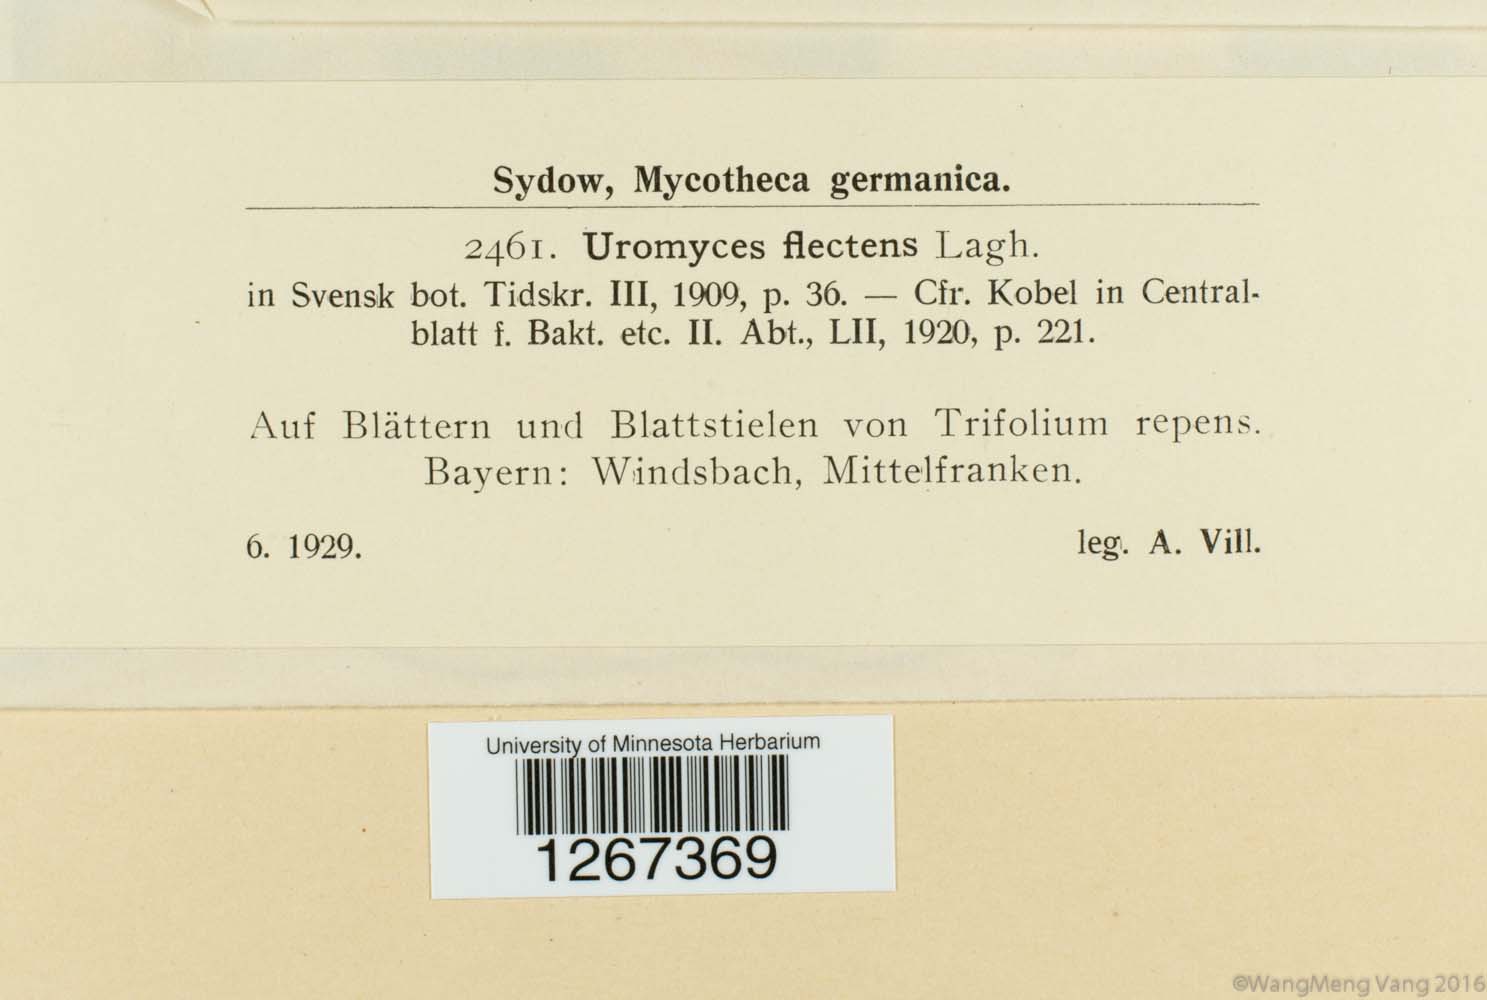 Sydow, Mycotheca germanica.
2461. Uromyces flectens Lagh.
in Svensk bot. Tidskr. III, 1909, p. 36. — Cfr. Kobel in Central-
blatt f. Bakt. etc. II. Abt., LII, 1920, p. 221.
Auf Blättern und Blattstielen von Trifolium repens.
Bayern: Windsbach, Mittelfranken.
6. 1929. leg. A. Vill.
University of Minnesota Herbarium
1267369
©WangMeng Vang 2016